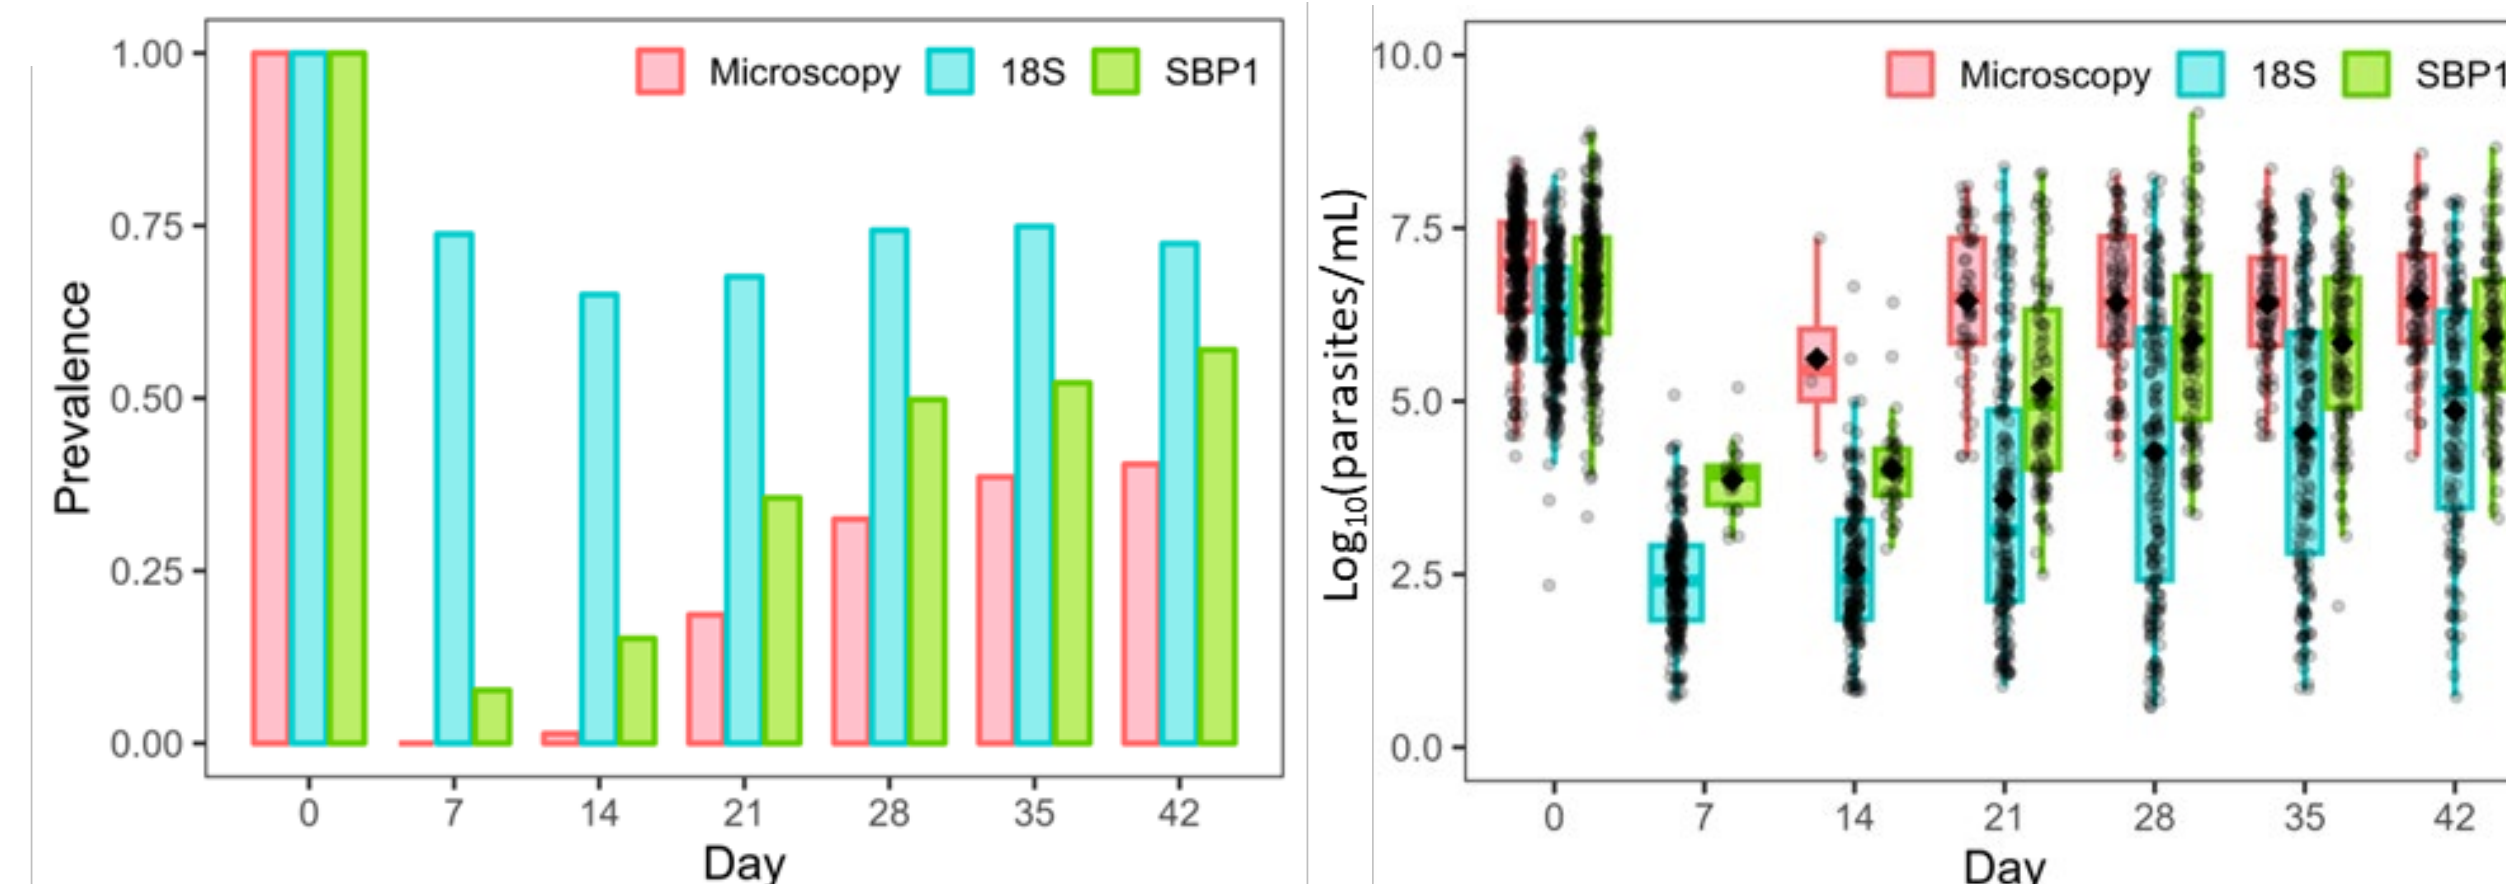 Microscopy 18S SBP1
1.00
0.75
0.50
0.25
0.00
Prevalence
0 7 14 21 28 35 42
Day
Microscopy 18S SBP1
10.0
7.5
5.0
2.5
0.0
Log₁₀(parasites/mL)
0 7 14 21 28 35 42
Day